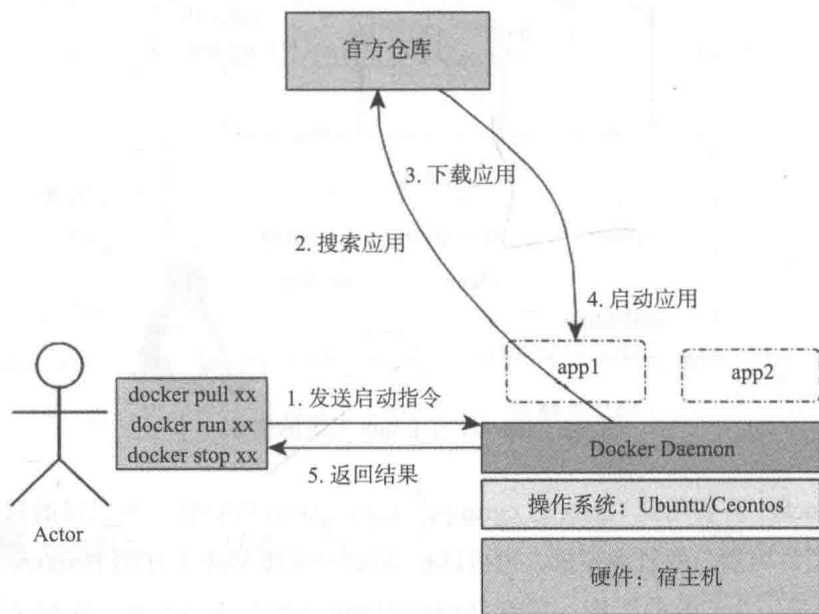 官方仓库
3. 下载应用
2. 搜索应用
4. 启动应用
app1
app2
docker pull xx
docker run xx
docker stop xx
1. 发送启动指令
5. 返回结果
Docker Daemon
操作系统：Ubuntu/Ceontos
硬件：宿主机
Actor